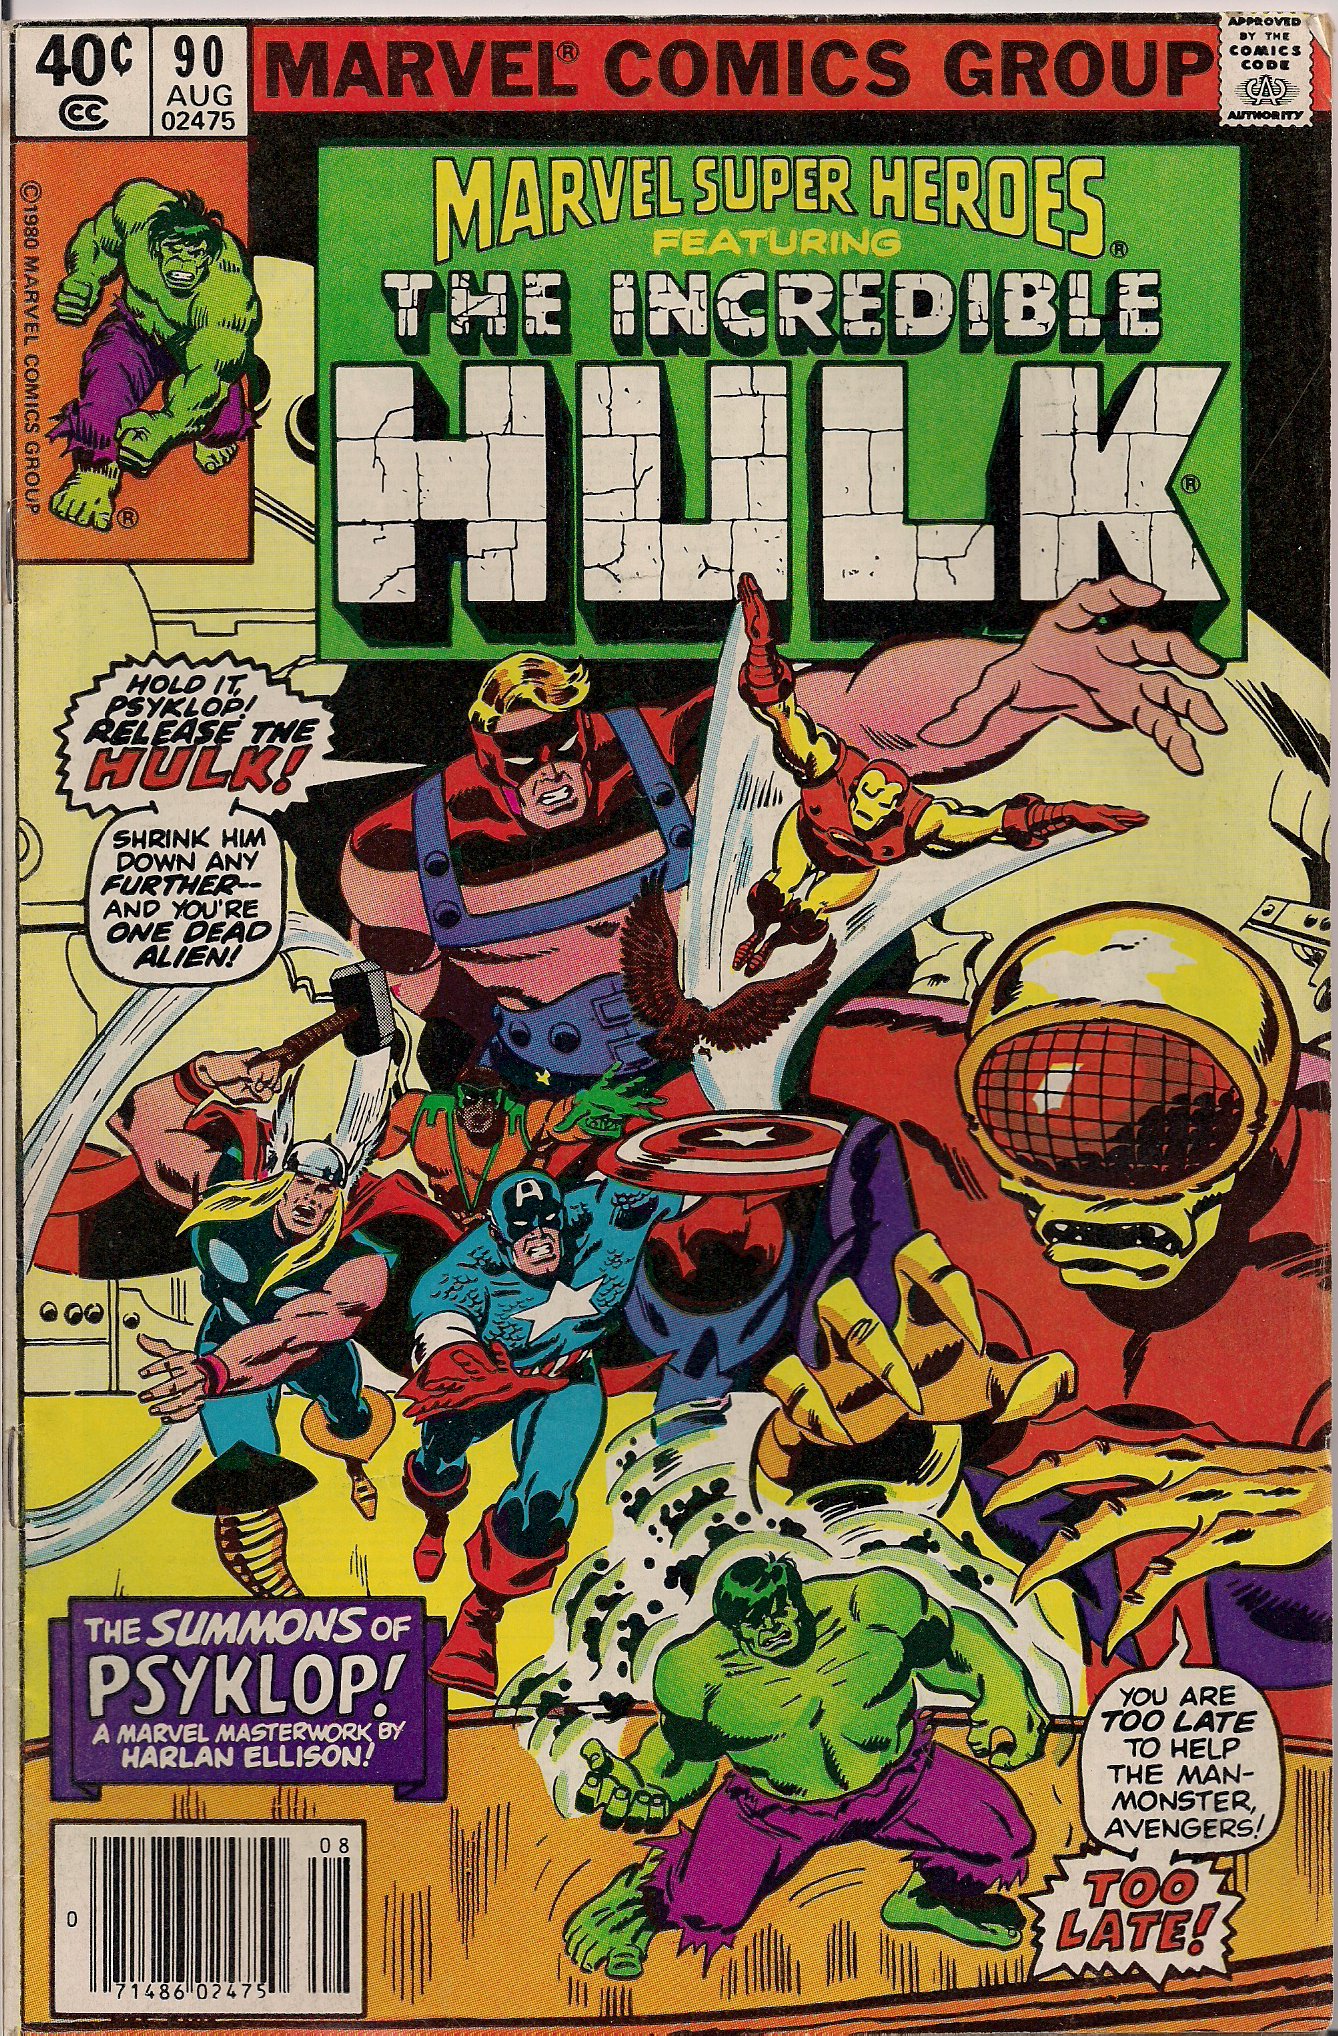 40¢
CC
90
AUG
02475
MARVEL® COMICS GROUP
APPROVED
BY THE
COMICS
CODE
CA
AUTHORITY
©1980 MARVEL COMICS GROUP
®
MARVEL SUPER HEROES®
FEATURING
THE INCREDIBLE
HULK®
HOLD IT,
PSYKLOP!
RELEASE THE
HULK!
SHRINK HIM
DOWN ANY
FURTHER--
AND YOU'RE
ONE DEAD
ALIEN!
A
THE SUMMONS OF
PSYKLOP!
A MARVEL MASTERWORK BY
HARLAN ELLISON!
YOU ARE
TOO LATE
TO HELP
THE MAN-
MONSTER,
AVENGERS!
TOO
LATE!
08
0
71486 02475